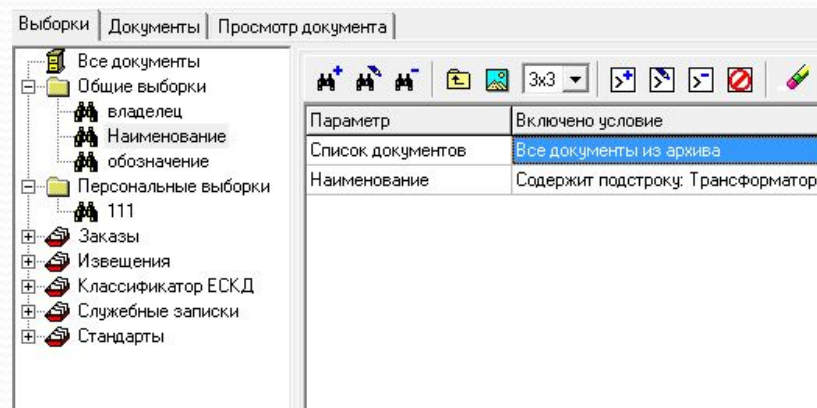 Выборки Документы Просмотр документа
Все документы
Общие выборки
владелец
Наименование
обозначение
Персональные выборки
111
Заказы
Извещения
Классификатор ЕСКД
Служебные записки
Стандарты
3x3
Параметр Включено условие
Список документов Все документы из архива
Наименование Содержит подстроку: Трансформатор